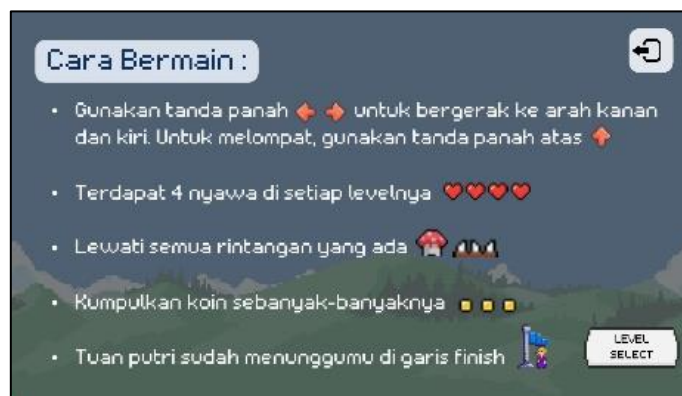 Cara Bermain :
• Gunakan tanda panah untuk bergerak ke arah kanan
dan kiri. Untuk melompat, gunakan tanda panah atas
• Terdapat 4 nyawa di setiap levelnya
• Lewati semua rintangan yang ada
• Kumpulkan koin sebanyak-banyaknya
• Tuan putri sudah menunggumu di garis finish
LEVEL
SELECT